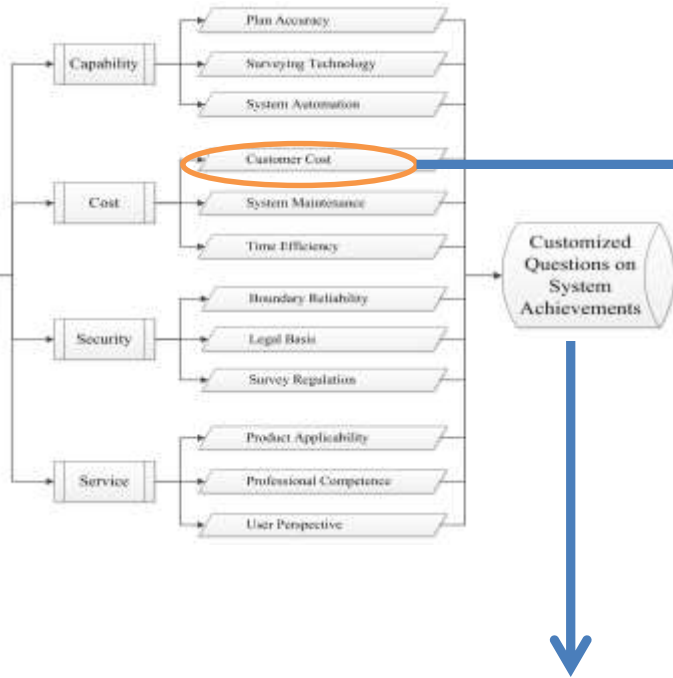 Capability
Plan Accuracy
Surveying Technology
System Automation
Cost
Customer Cost
System Maintenance
Time Efficiency
Security
Boundary Reliability
Legal Basis
Survey Regulation
Service
Product Applicability
Professional Competence
User Perspective
Customized
Questions on
System
Achievements